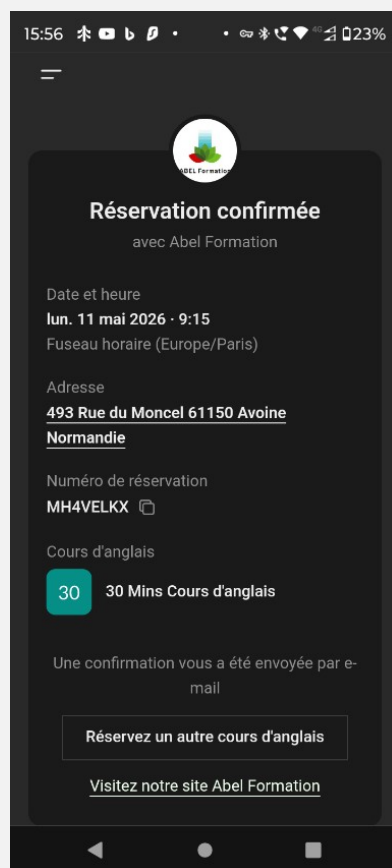 15:56 4G 23%
ABEL Formation
Réservation confirmée
avec Abel Formation
Date et heure
lun. 11 mai 2026 · 9:15
Fuseau horaire (Europe/Paris)
Adresse
493 Rue du Moncel 61150 Avoine
Normandie
Numéro de réservation
MH4VELKX
Cours d'anglais
30 30 Mins Cours d'anglais
Une confirmation vous a été envoyée par e-
mail
Réservez un autre cours d'anglais
Visitez notre site Abel Formation